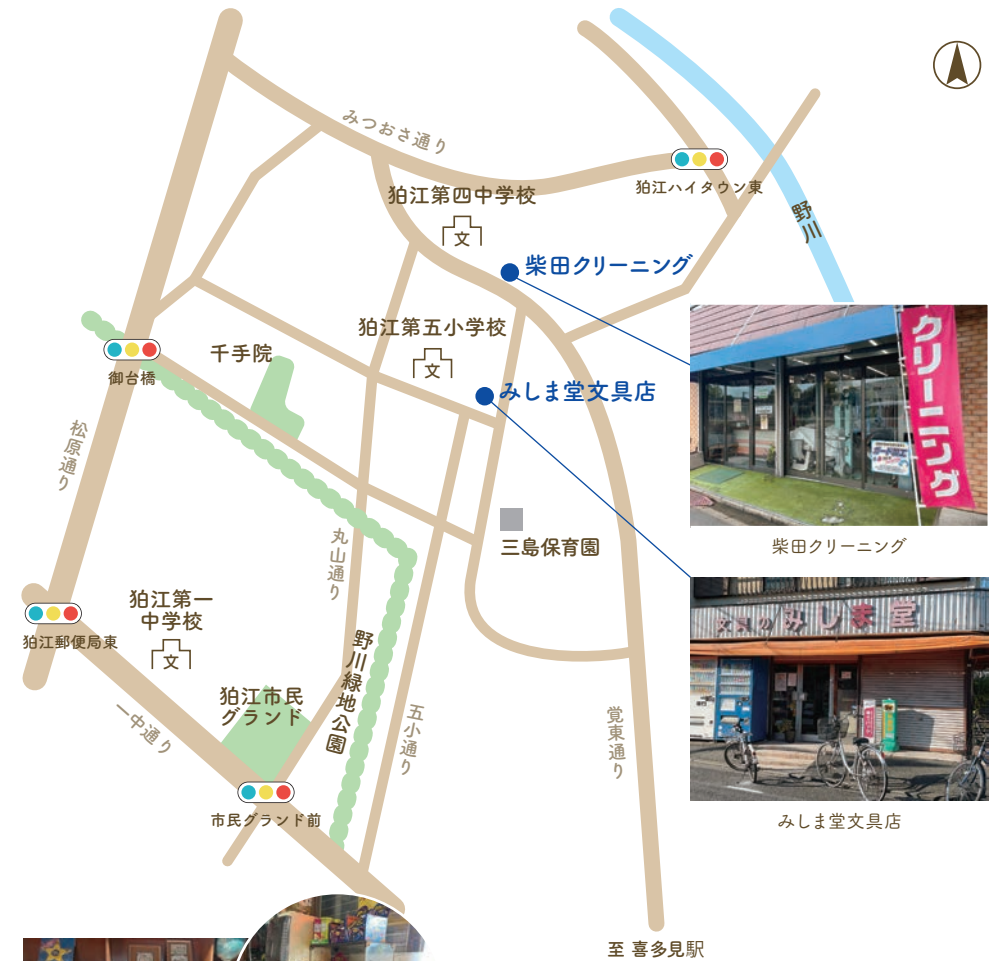 みつおさ通り
狛江第四中学校
文
狛江ハイタウン東
野川
柴田クリーニング
狛江第五小学校
文
千手院
御台橋
みしま堂文具店
クリーニング
松原通り
丸山通り
三島保育園
柴田クリーニング
狛江第一
中学校
文
狛江郵便局東
文具のみしま堂
狛江市民
グランド
野川緑地公園
一中通り
五小通り
覚東通り
市民グランド前
みしま堂文具店
至 喜多見駅